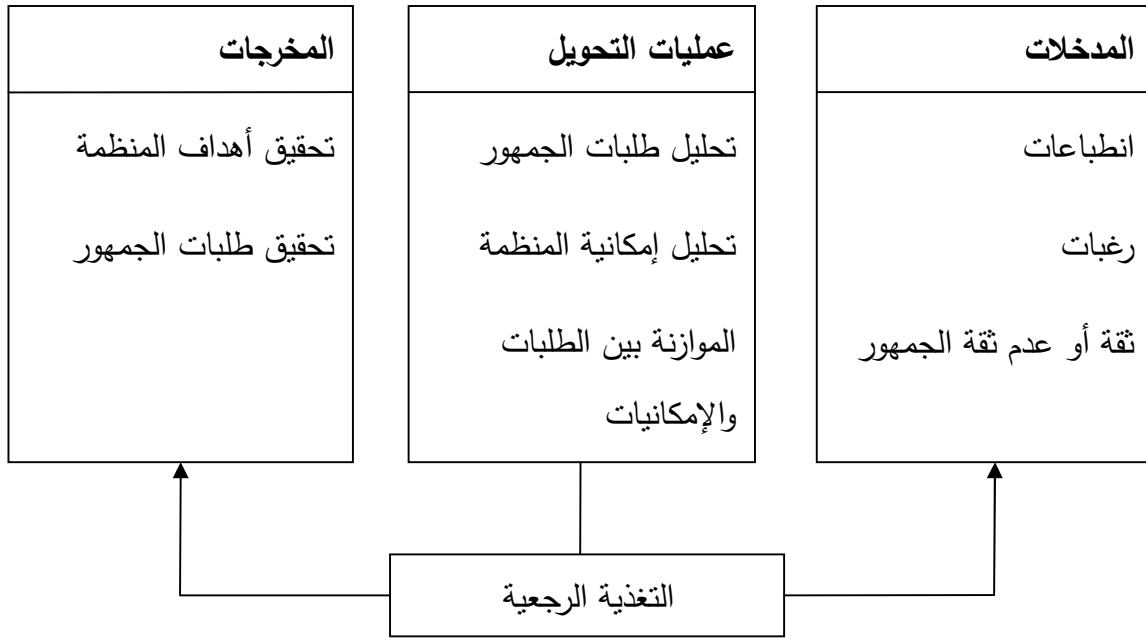 المدخلات
انطباعات
رغبات
ثقة أو عدم ثقة الجمهور
عمليات التحويل
تحليل طلبات الجمهور
تحليل إمكانية المنظمة
الموازنة بين الطلبات
والإمكانيات
المخرجات
تحقيق أهداف المنظمة
تحقيق طلبات الجمهور
التغذية الرجعية